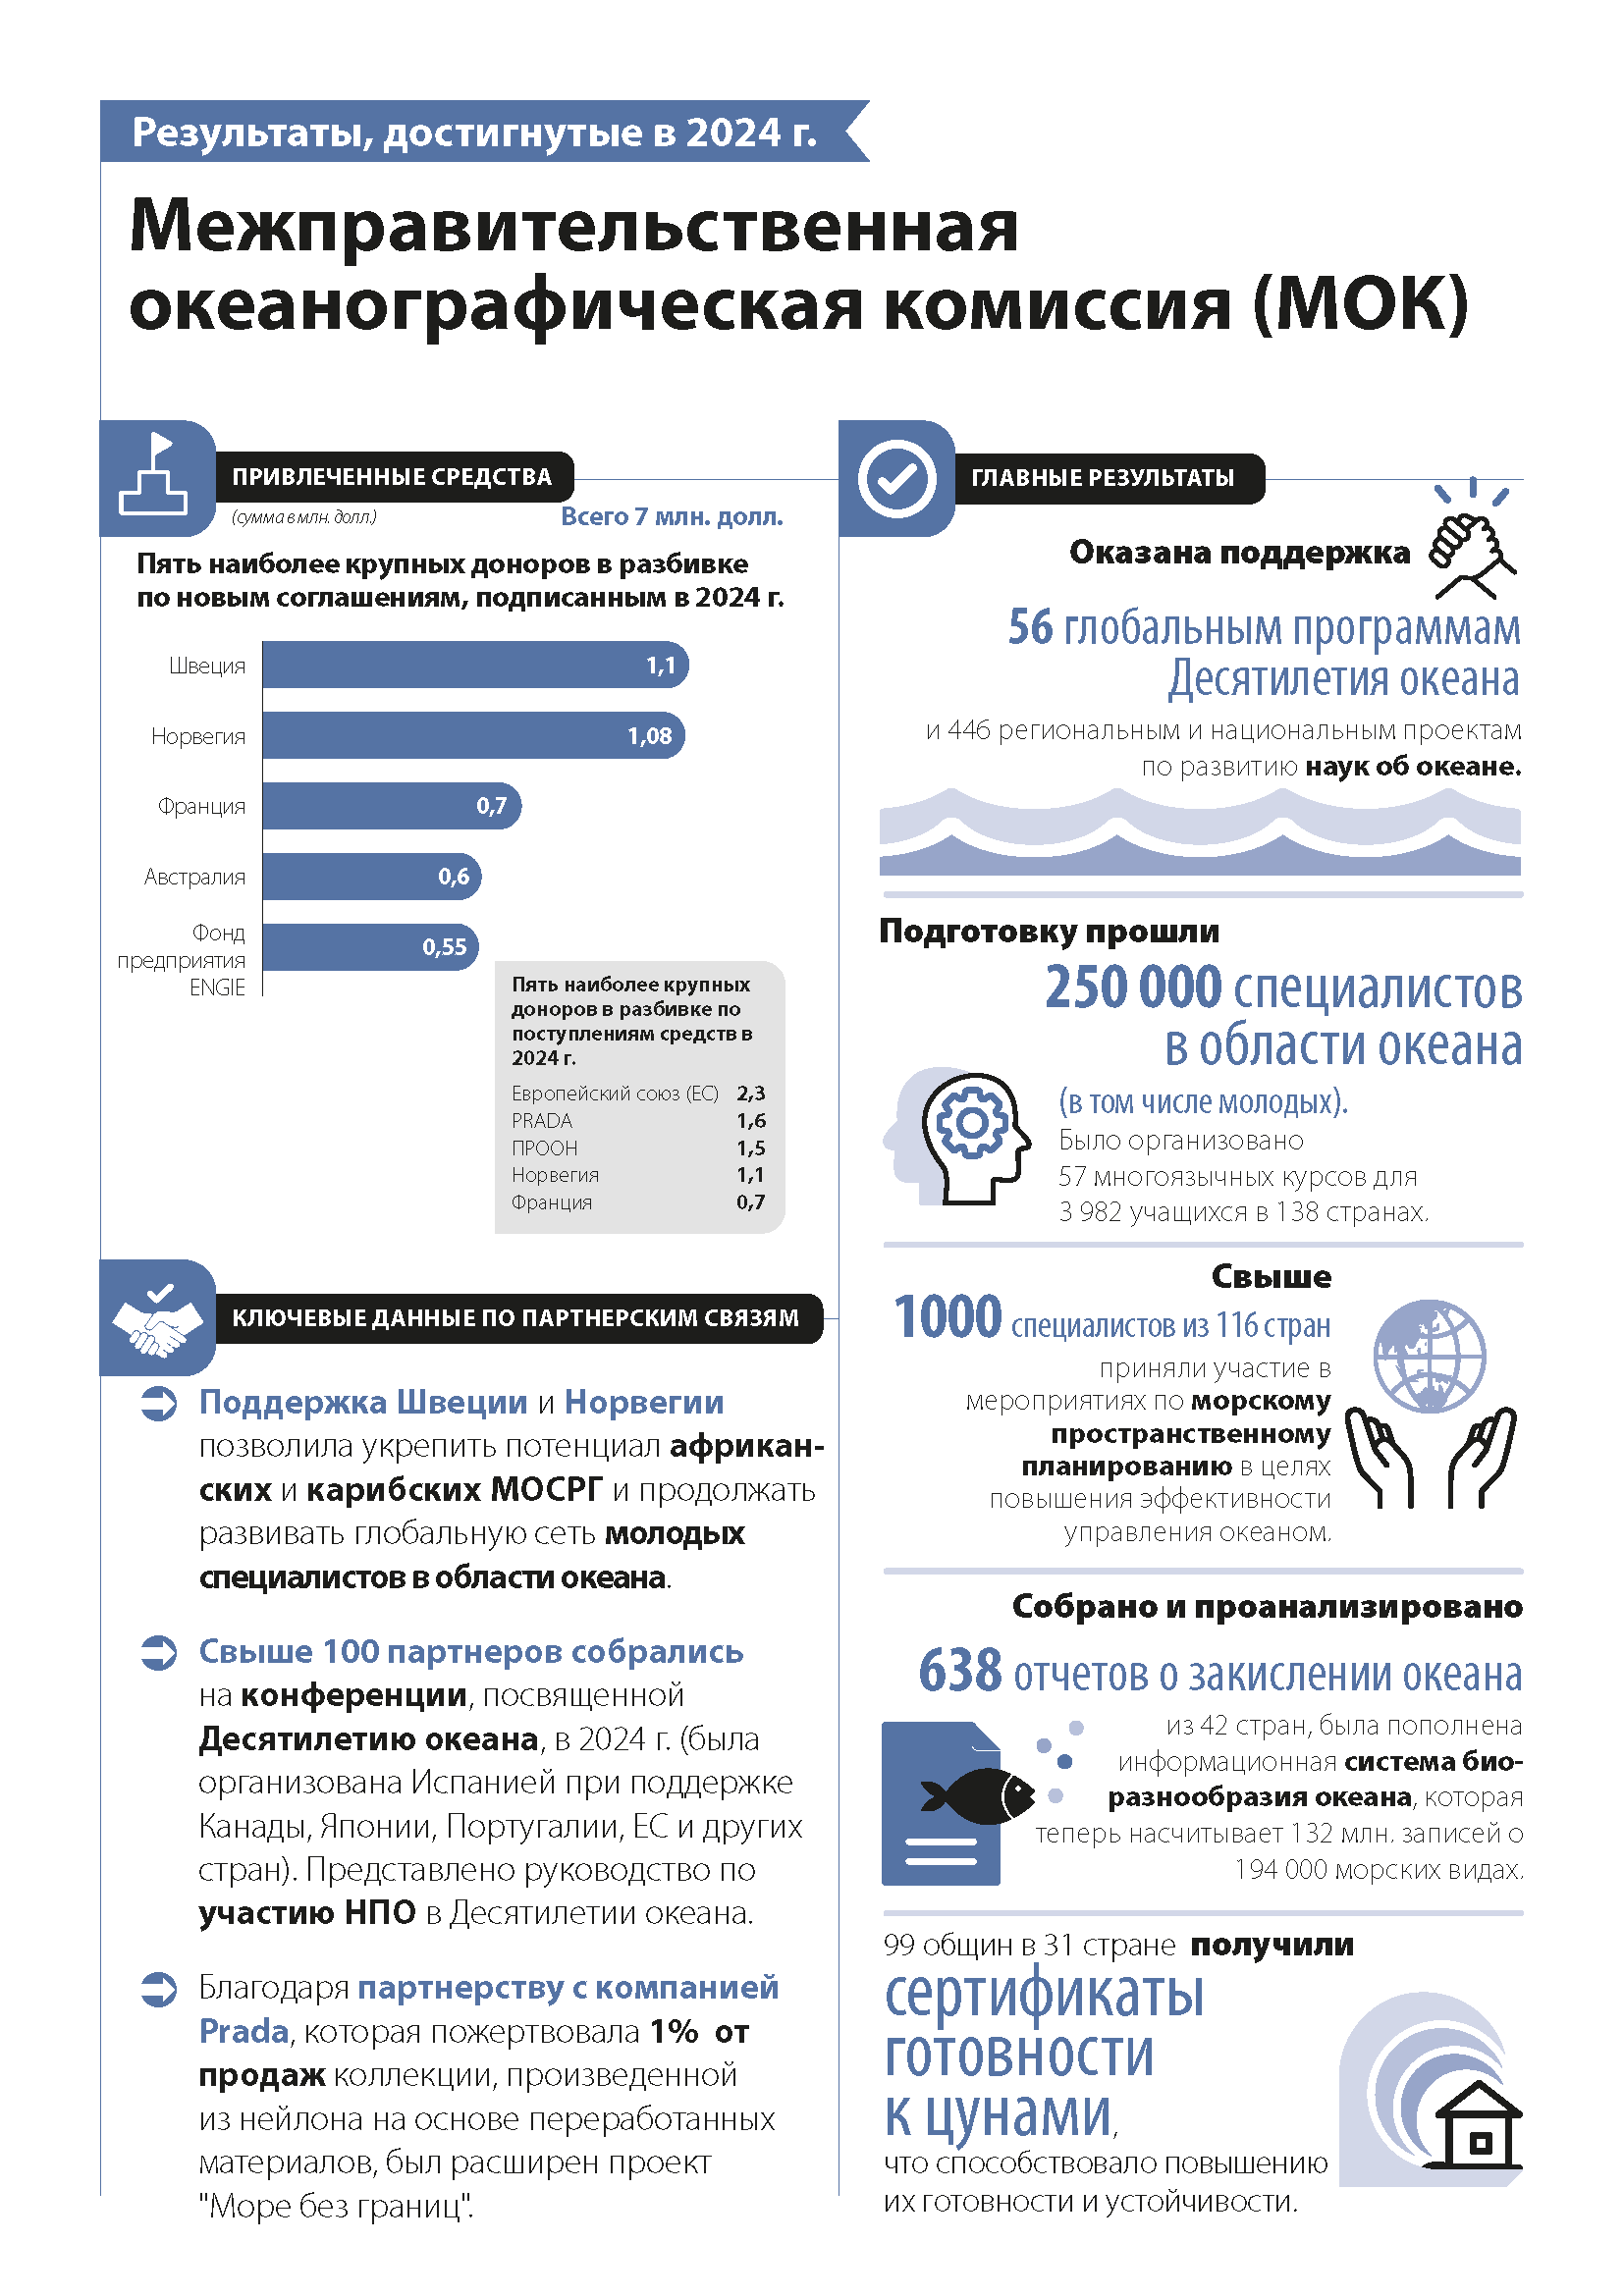 Результаты, достигнутые в 2024 г.
Межправительственная
океанографическая комиссия (МОК)
ПРИВЛЕЧЕННЫЕ СРЕДСТВА
(сумма в млн. долл.)
Всего 7 млн. долл.
Пять наиболее крупных доноров в разбивке
по новым соглашениям, подписанным в 2024 г.
Швеция 1,1
Норвегия 1,08
Франция 0,7
Австралия 0,6
Фонд
предприятия
ENGIE
0,55
Пять наиболее крупных
доноров в разбивке по
поступлениям средств в
2024 г.
Европейский союз (ЕС) 2,3
PRADA 1,6
ПРООН 1,5
Норвегия 1,1
Франция 0,7
КЛЮЧЕВЫЕ ДАННЫЕ ПО ПАРТНЕРСКИМ СВЯЗЯМ
Поддержка Швеции и Норвегии
позволила укрепить потенциал африкан-
ских и карибских МОСРГ и продолжать
развивать глобальную сеть молодых
специалистов в области океана.
Свыше 100 партнеров собрались
на конференции, посвященной
Десятилетию океана, в 2024 г. (была
организована Испанией при поддержке
Канады, Японии, Португалии, ЕС и других
стран). Представлено руководство по
участию НПО в Десятилетии океана.
Благодаря партнерству с компанией
Prada, которая пожертвовала 1% от
продаж коллекции, произведенной
из нейлона на основе переработанных
материалов, был расширен проект
"Море без границ".
ГЛАВНЫЕ РЕЗУЛЬТАТЫ
Оказана поддержка
56 глобальным программам
Десятилетия океана
и 446 региональным и национальным проектам
по развитию наук об океане.
Подготовку прошли
250 000 специалистов
в области океана
(в том числе молодых).
Было организовано
57 многоязычных курсов для
3 982 учащихся в 138 странах.
Свыше
1000 специалистов из 116 стран
приняли участие в
мероприятиях по морскому
пространственному
планированию в целях
повышения эффективности
управления океаном.
Собрано и проанализировано
638 отчетов о закислении океана
из 42 стран, была пополнена
информационная система био-
разнообразия океана, которая
теперь насчитывает 132 млн. записей о
194 000 морских видах.
99 общин в 31 стране получили
сертификаты
готовности
к цунами,
что способствовало повышению
их готовности и устойчивости.